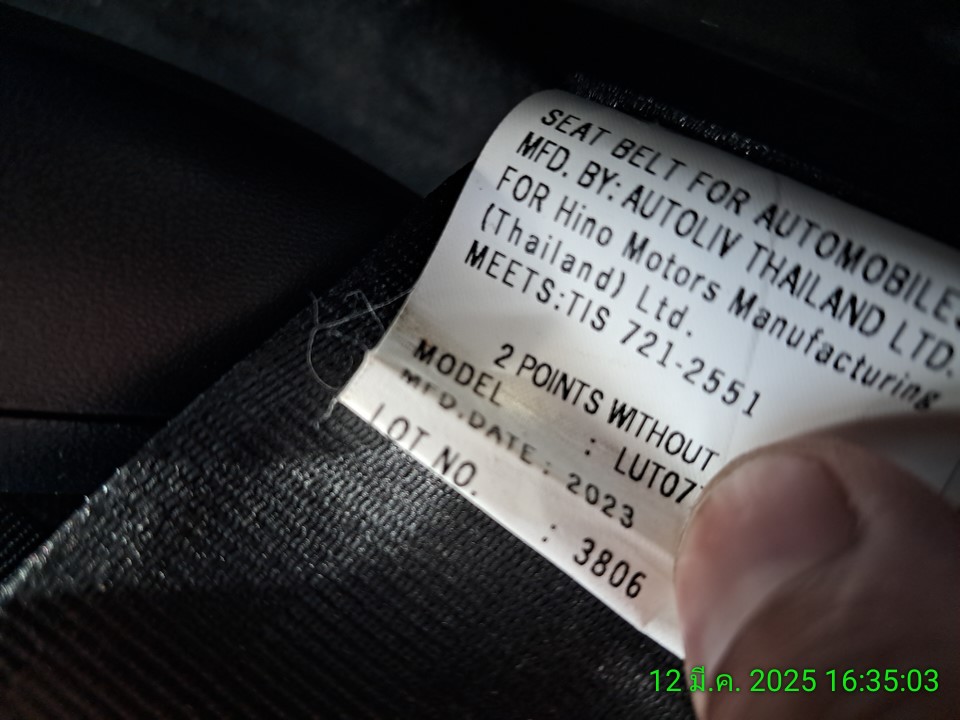 SEAT BELT FOR AUTOMOBILES
MFD. BY: AUTOLIV THAILAND LTD.
FOR Hino Motors Manufacturing
(Thailand) Ltd.
MEETS:TIS 721-2551
2 POINTS WITHOUT
MODEL : LUT07
MFD.DATE : 2023
LOT NO. : 3806
12 มี.ค. 2025 16:35:03